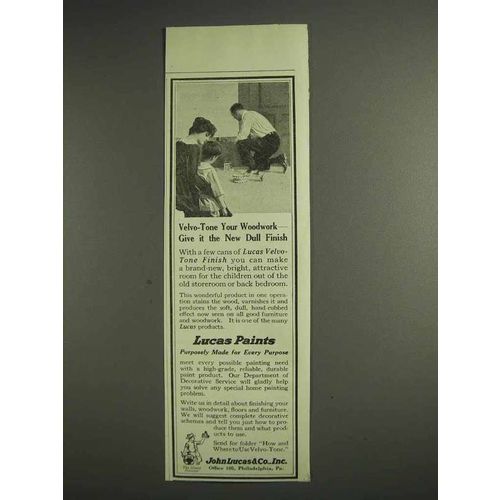 Velvo-Tone Your Woodwork—
Give it the New Dull Finish
With a few cans of Lucas Velvo-
Tone Finish you can make
a brand-new, bright, attractive
room for the children out of the
old storeroom or back bedroom.
This wonderful product in one opera-
tion stains the wood, varnishes it and
produces the soft, dull, hand-rubbed
effect now seen on all good furniture
and woodwork. It is one of the many
Lucas products.
Lucas Paints
Purposely Made for Every Purpose
meet every possible painting need
with a high-grade, reliable, durable
paint product. Our Department of
Decorative Service will gladly help
you solve any special home painting
problem.
Write us in detail about finishing your
walls, woodwork, floors and furniture.
We will suggest complete decorative
schemes and tell you just how to pro-
duce them and what prod-
ucts to use.
Send for folder "How and
Where to Use Velvo-Tone."
John Lucas & Co., Inc.
Office 160, Philadelphia, Pa.